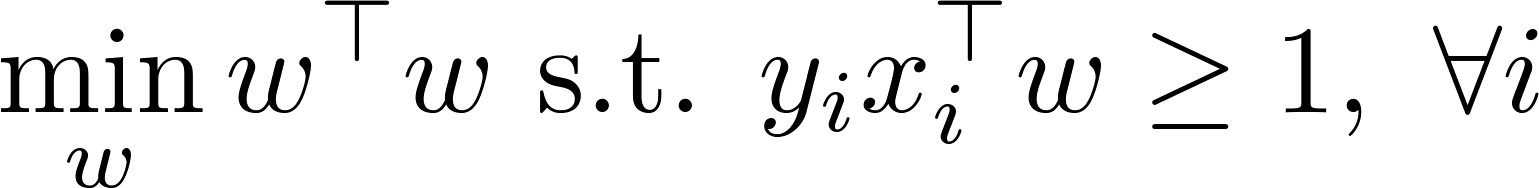 min_w w^⊤ w s.t. y_i x_i^⊤ w ≥ 1, ∀i